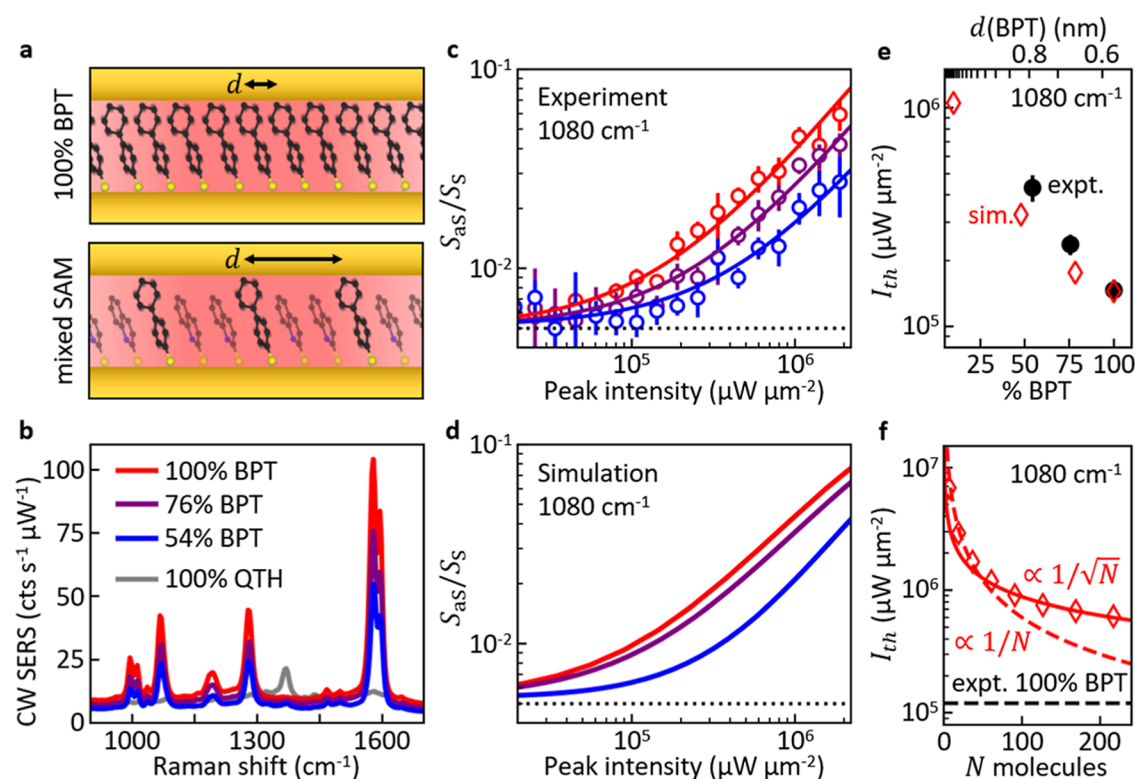 a
100% BPT
d
mixed SAM
d
b
CW SERS (cts s⁻¹ µW⁻¹)
100
75
50
25
0
100% BPT
76% BPT
54% BPT
100% QTH
1000
1300
1600
Raman shift (cm⁻¹)
c
Experiment
1080 cm⁻¹
S_as/S_S
10⁻¹
10⁻²
10⁵
10⁶
Peak intensity (µW µm⁻²)
d
Simulation
1080 cm⁻¹
S_as/S_S
10⁻¹
10⁻²
10⁵
10⁶
Peak intensity (µW µm⁻²)
e
d(BPT) (nm)
0.8
0.6
1080 cm⁻¹
I_th (µW µm⁻²)
10⁶
10⁵
expt.
sim.
25
50
75
100
% BPT
f
1080 cm⁻¹
I_th (µW µm⁻²)
10⁷
10⁶
10⁵
∝ 1/√N
∝ 1/N
expt. 100% BPT
0
100
200
N molecules